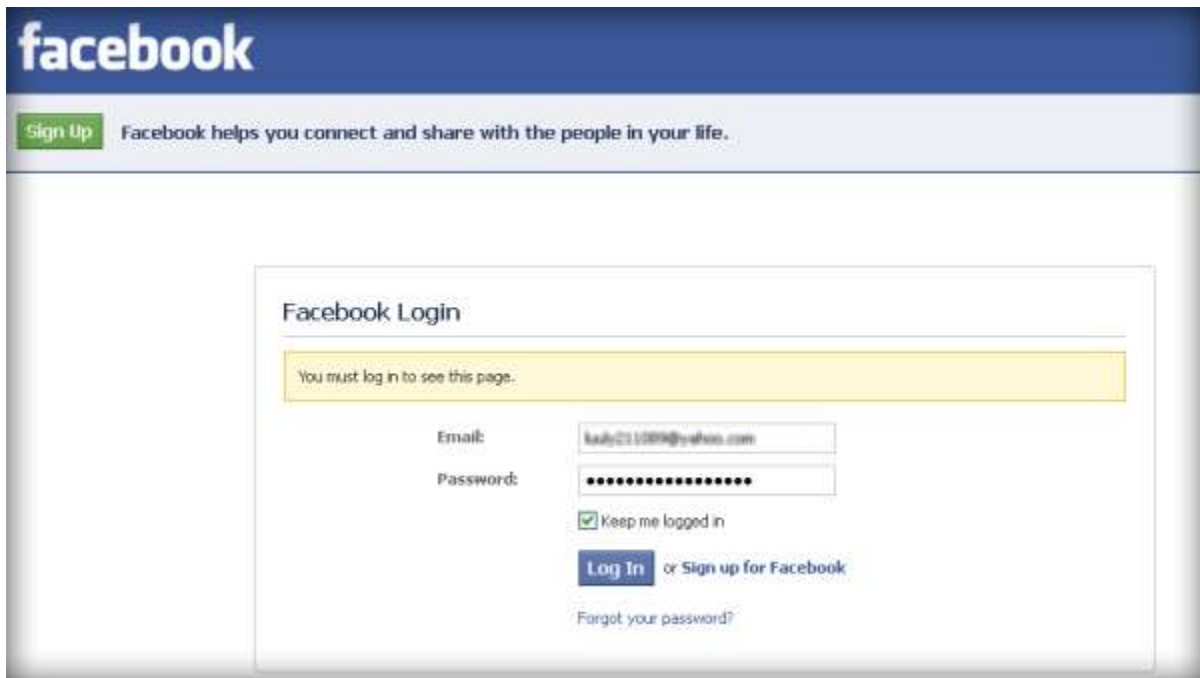 facebook
Sign Up Facebook helps you connect and share with the people in your life.
Facebook Login
You must log in to see this page.
Email:
Password: •••••••••••••••••
Keep me logged in
Log In or Sign up for Facebook
Forgot your password?